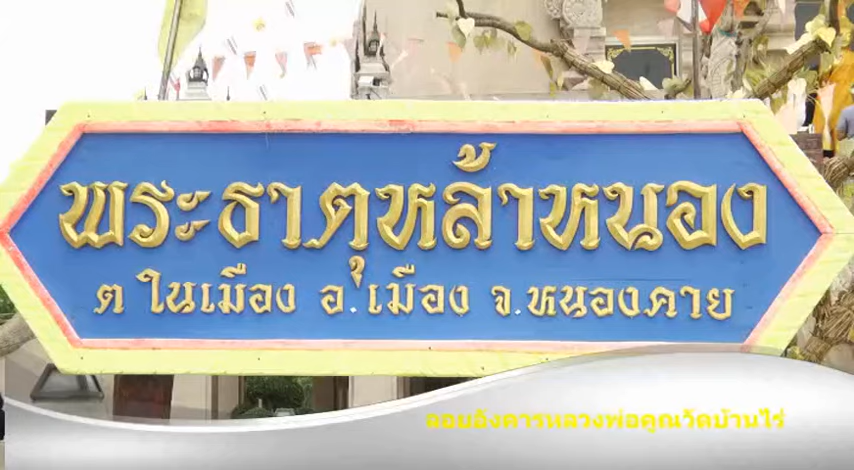 พระธาตุหล้าหนอง
ต ในเมือง อ.เมือง จ.หนองคาย
ลอยอังคารหลวงพ่อคูณวัดบ้านไร่